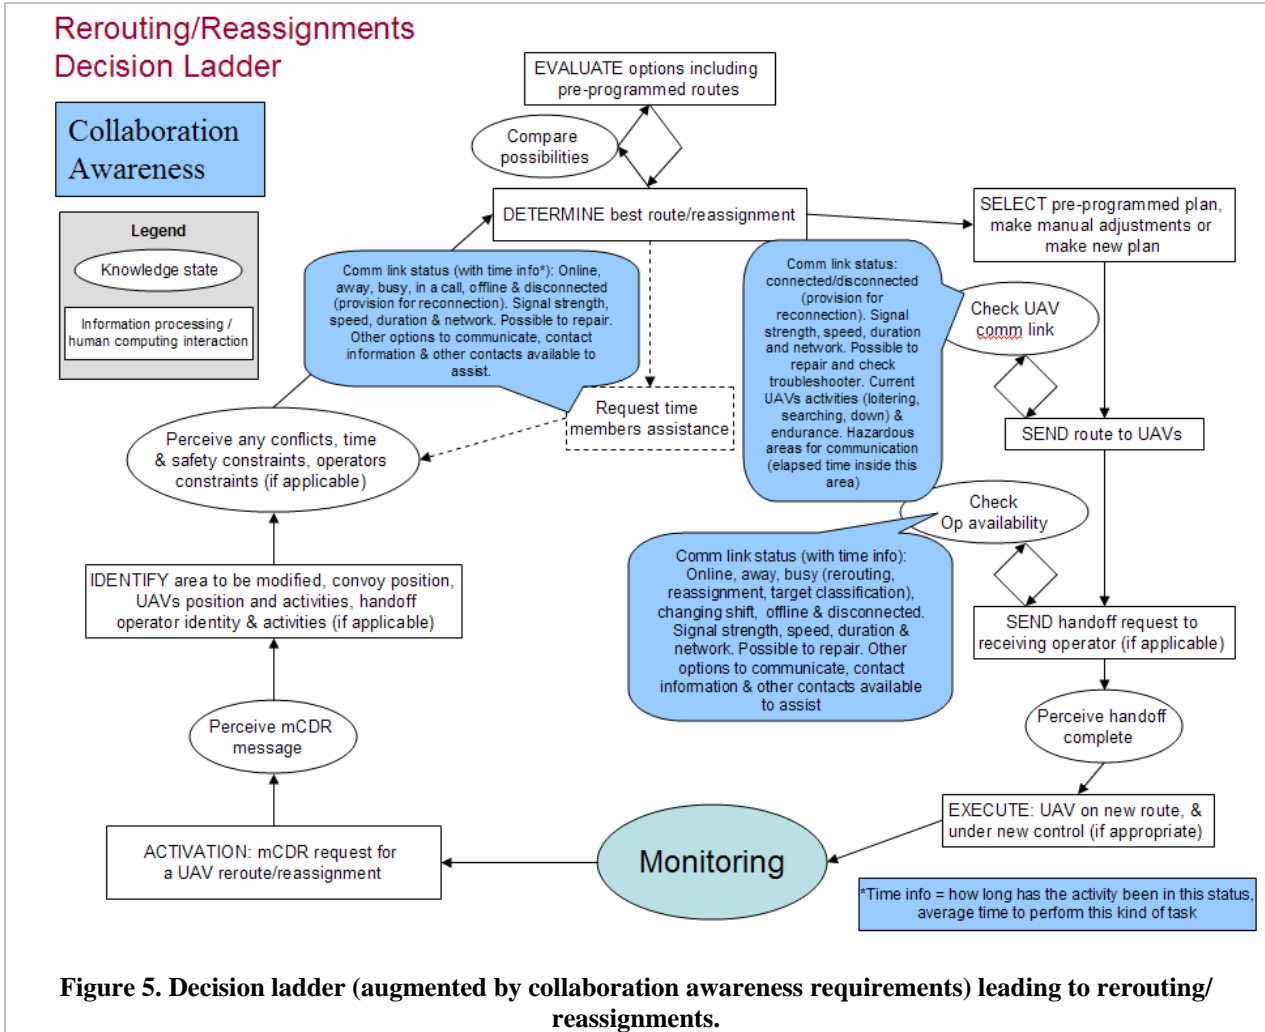 Rerouting/Reassignments
Decision Ladder
Collaboration
Awareness
Legend
Knowledge state
Information processing /
human computing interaction
EVALUATE options including
pre-programmed routes
Compare
possibilities
DETERMINE best route/reassignment
SELECT pre-programmed plan,
make manual adjustments or
make new plan
Comm link status (with time info*): Online,
away, busy, in a call, offline & disconnected
(provision for reconnection). Signal strength,
speed, duration & network. Possible to repair.
Other options to communicate, contact
information & other contacts available to
assist.
Comm link status:
connected/disconnected
(provision for
reconnection). Signal
strength, speed, duration
and network. Possible to
repair and check
troubleshooter. Current
UAVs activities (loitering,
searching, down) &
endurance. Hazardous
areas for communication
(elapsed time inside this
area)
Check UAV
comm link
Request time
members assistance
SEND route to UAVs
Perceive any conflicts, time
& safety constraints, operators
constraints (if applicable)
Check
Op availability
Comm link status (with time info):
Online, away, busy (rerouting,
reassignment, target classification),
changing shift, offline & disconnected.
Signal strength, speed, duration &
network. Possible to repair. Other
options to communicate, contact
information & other contacts available
to assist
IDENTIFY area to be modified, convoy position,
UAVs position and activities, handoff
operator identity & activities (if applicable)
SEND handoff request to
receiving operator (if applicable)
Perceive mCDR
message
Perceive handoff
complete
EXECUTE: UAV on new route, &
under new control (if appropriate)
ACTIVATION: mCDR request for
a UAV reroute/reassignment
Monitoring
*Time info = how long has the activity been in this status,
average time to perform this kind of task
Figure 5. Decision ladder (augmented by collaboration awareness requirements) leading to rerouting/
reassignments.